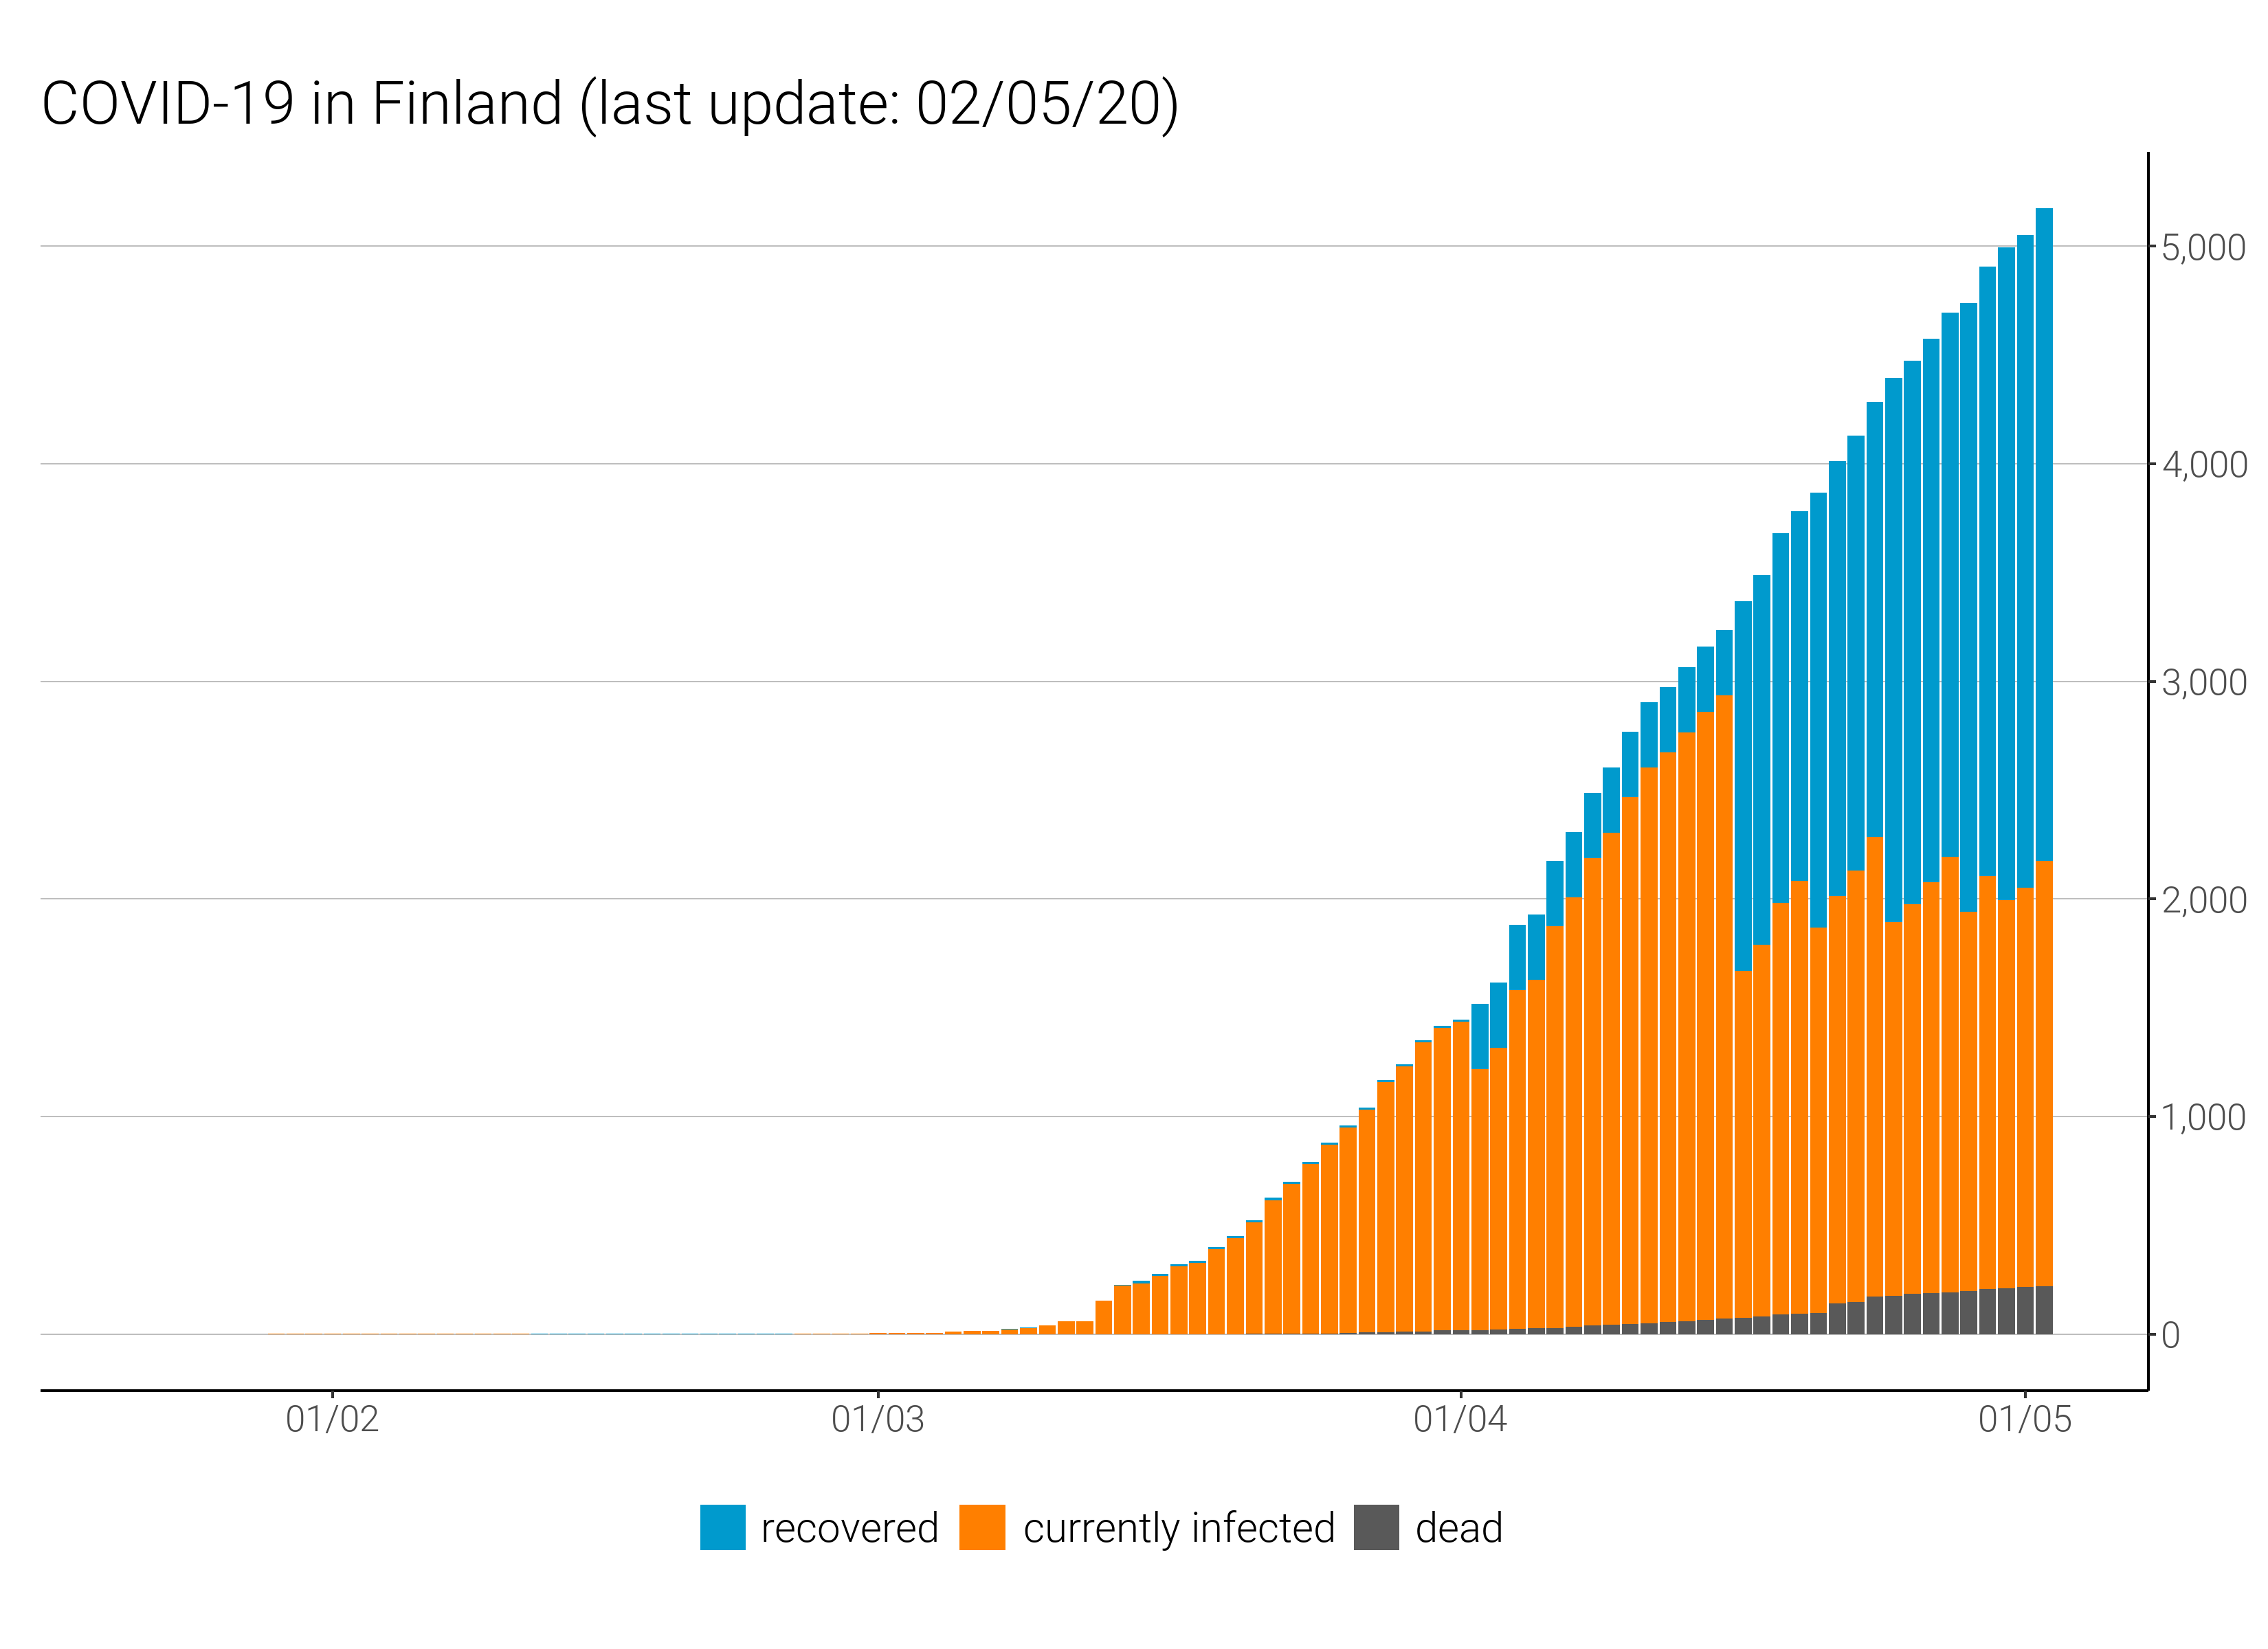 COVID-19 in Finland (last update: 02/05/20)
5,000
4,000
3,000
2,000
1,000
0
01/02 01/03 01/04 01/05
recovered currently infected dead